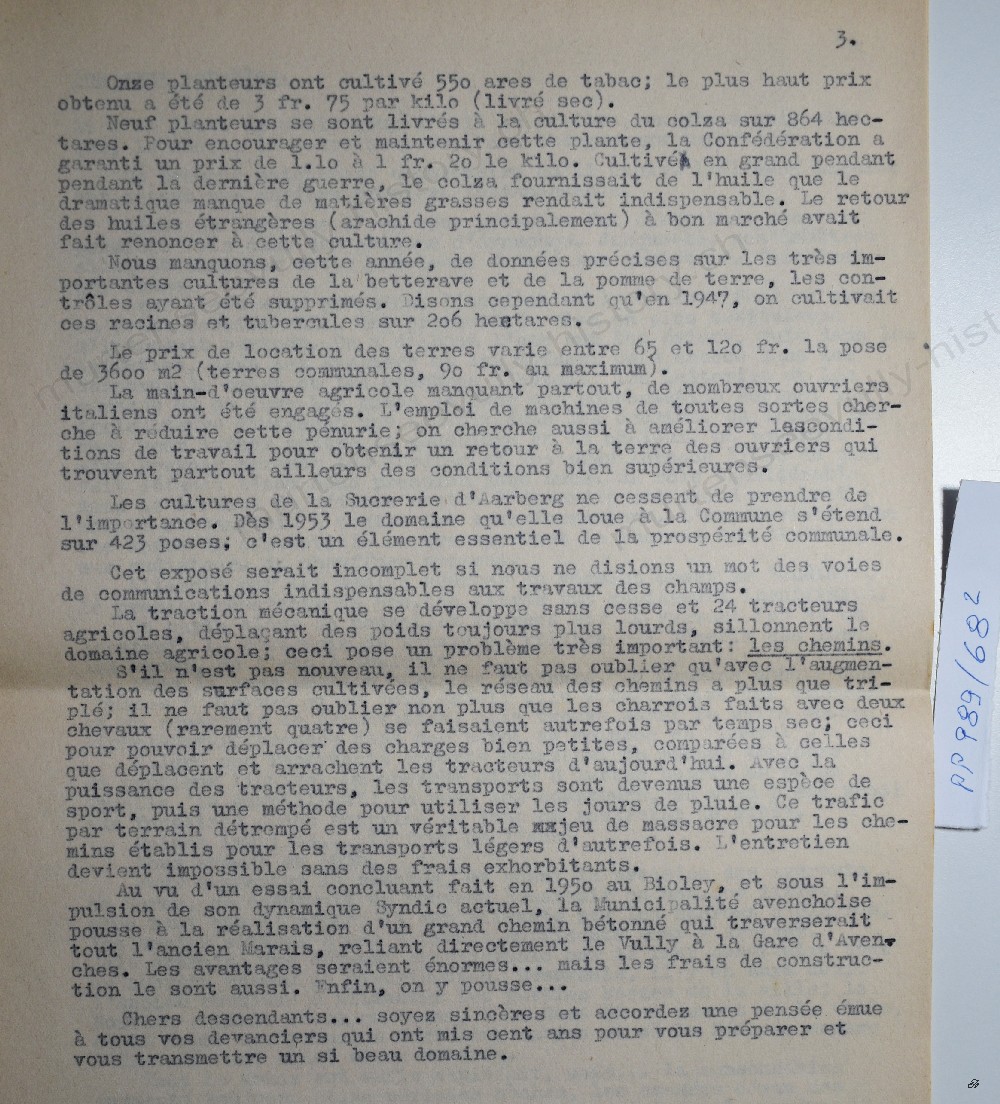 3.
Onze planteurs ont cultivé 550 ares de tabac; le plus haut prix
obtenu a été de 3 fr. 75 par kilo (livré sec).
Neuf planteurs se sont livrés à la culture du colza sur 864 hec-
tares. Pour encourager et maintenir cette plante, la Confédération a
garanti un prix de 1.10 à 1 fr. 20 le kilo. Cultivé en grand pendant
pendant la dernière guerre, le colza fournissait de l'huile que le
dramatique manque de matières grasses rendait indispensable. Le retour
des huiles étrangères (arachide principalement) à bon marché avait
fait renoncer à cette culture.
Nous manquons, cette année, de données précises sur les très im-
portantes cultures de la betterave et de la pomme de terre, les con-
trôles ayant été supprimés. Disons cependant qu'en 1947, on cultivait
ces racines et tubercules sur 206 hectares.
Le prix de location des terres varie entre 65 et 120 fr. la pose
de 3600 m2 (terres communales, 90 fr. au maximum).
La main-d'oeuvre agricole manquant partout, de nombreux ouvriers
italiens ont été engagés. L'emploi de machines de toutes sortes cher-
che à réduire cette pénurie; on cherche aussi à améliorer lescondi-
tions de travail pour obtenir un retour à la terre des ouvriers qui
trouvent partout ailleurs des conditions bien supérieures.
Les cultures de la Sucrerie d'Aarberg ne cessent de prendre de
l'importance. Dès 1953 le domaine qu'elle loue à la Commune s'étend
sur 423 poses; c'est un élément essentiel de la prospérité communale.
Cet exposé serait incomplet si nous ne disions un mot des voies
de communications indispensables aux travaux des champs.
La traction mécanique se développe sans cesse et 24 tracteurs
agricoles, déplaçant des poids toujours plus lourds, sillonnent le
domaine agricole; ceci pose un problème très important: les chemins.
S'il n'est pas nouveau, il ne faut pas oublier qu'avec l'augmen-
tation des surfaces cultivées, le réseau des chemins a plus que tri-
plé; il ne faut pas oublier non plus que les charrois faits avec deux
chevaux (rarement quatre) se faisaient autrefois par temps sec; ceci
pour pouvoir déplacer des charges bien petites, comparées à celles
que déplacent et arrachent les tracteurs d'aujourd'hui. Avec la
puissance des tracteurs, les transports sont devenus une espèce de
sport, puis une méthode pour utiliser les jours de pluie. Ce trafic
par terrain détrempé est un véritable xxjeu de massacre pour les che-
mins établis pour les transports légers d'autrefois. L'entretien
devient impossible sans des frais exhorbitants.
Au vu d'un essai concluant fait en 1950 au Bioley, et sous l'im-
pulsion de son dynamique Syndic actuel, la Municipalité avenchoise
pousse à la réalisation d'un grand chemin bétonné qui traverserait
tout l'ancien Marais, reliant directement le Vully à la Gare d'Aven-
ches. Les avantages seraient énormes... mais les frais de construc-
tion le sont aussi. Enfin, on y pousse...
Chers descendants... soyez sincères et accordez une pensée émue
à tous vos devanciers qui ont mis cent ans pour vous préparer et
vous transmettre un si beau domaine.
PP 989/68 2